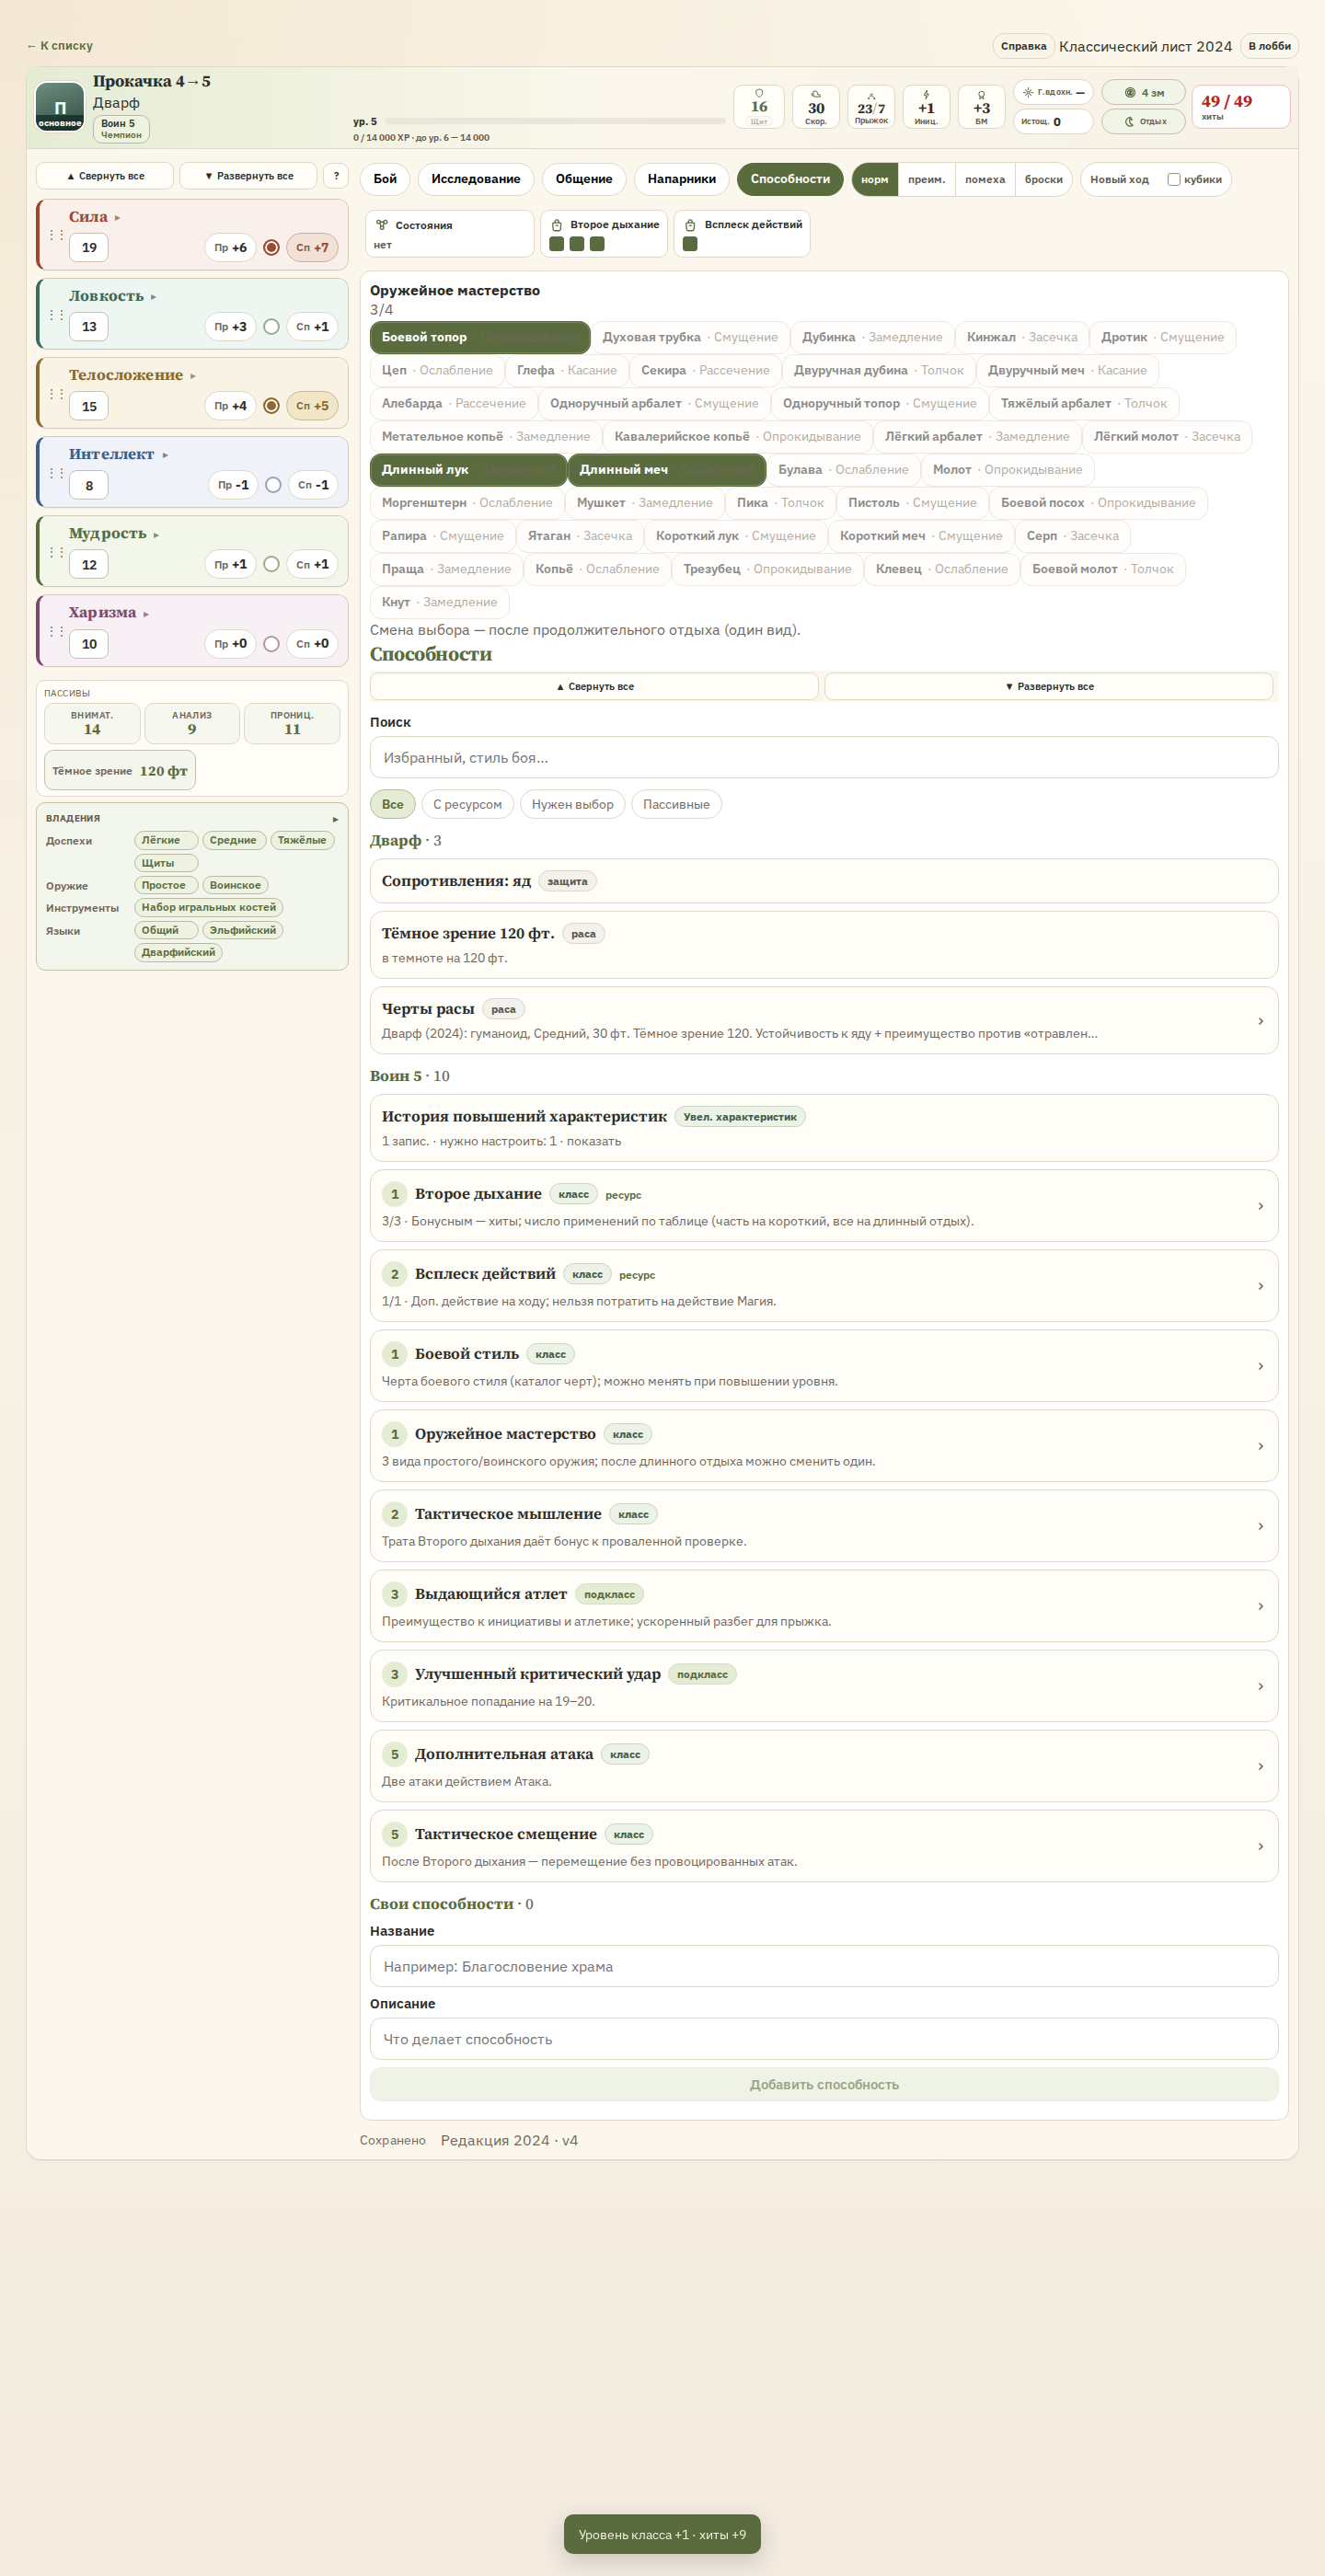 ← К списку
Справка Классический лист 2024 В лобби
П
основное
Прокачка 4→5
Дварф
Воин 5
Чемпион
ур. 5
0 / 14 000 XP · до ур. 6 — 14 000
16
Щит
30
Скор.
23/7
Прыжок
+1
Иниц.
+3
БМ
Г.вдохн. —
Истощ. 0
4 зм
Отдых
49 / 49
хиты
▲ Свернуть все ▼ Развернуть все ?
Сила ▸
19 Пр +6 Сп +7
Ловкость ▸
13 Пр +3 Сп +1
Телосложение ▸
15 Пр +4 Сп +5
Интеллект ▸
8 Пр -1 Сп -1
Мудрость ▸
12 Пр +1 Сп +1
Харизма ▸
10 Пр +0 Сп +0
ПАССИВЫ
ВНИМАТ. АНАЛИЗ ПРОНИЦ.
14 9 11
Тёмное зрение 120 фт
ВЛАДЕНИЯ ▸
Доспехи Лёгкие Средние Тяжёлые
Щиты
Оружие Простое Воинское
Инструменты Набор игральных костей
Языки Общий Эльфийский
Дварфийский
Бой Исследование Общение Напарники Способности норм преим. помеха броски Новый ход кубики
Состояния
нет
Второе дыхание
Всплеск действий
Оружейное мастерство
3/4
Боевой топор · Опрокидывание Духовая трубка · Смущение Дубинка · Замедление Кинжал · Засечка Дротик · Смущение
Цеп · Ослабление Глефа · Касание Секира · Рассечение Двуручная дубина · Толчок Двуручный меч · Касание
Алебарда · Рассечение Одноручный арбалет · Смущение Одноручный топор · Смущение Тяжёлый арбалет · Толчок
Метательное копьё · Замедление Кавалерийское копьё · Опрокидывание Лёгкий арбалет · Замедление Лёгкий молот · Засечка
Длинный лук · Замедление Длинный меч · Ослабление Булава · Ослабление Молот · Опрокидывание
Моргенштерн · Ослабление Мушкет · Замедление Пика · Толчок Пистоль · Смущение Боевой посох · Опрокидывание
Рапира · Смущение Ятаган · Засечка Короткий лук · Смущение Короткий меч · Смущение Серп · Засечка
Праща · Замедление Копьё · Ослабление Трезубец · Опрокидывание Клевец · Ослабление Боевой молот · Толчок
Кнут · Замедление
Смена выбора — после продолжительного отдыха (один вид).
Способности
▲ Свернуть все ▼ Развернуть все
Поиск
Избранный, стиль боя…
Все С ресурсом Нужен выбор Пассивные
Дварф · 3
Сопротивления: яд защита
Тёмное зрение 120 фт. раса
в темноте на 120 фт.
Черты расы раса
Дварф (2024): гуманоид, Средний, 30 фт. Тёмное зрение 120. Устойчивость к яду + преимущество против «отравлен…
›
Воин 5 · 10
История повышений характеристик Увел. характеристик
1 запис. · нужно настроить: 1 · показать
1 Второе дыхание класс ресурс
3/3 · Бонусным — хиты; число применений по таблице (часть на короткий, все на длинный отдых).
›
2 Всплеск действий класс ресурс
1/1 · Доп. действие на ходу; нельзя потратить на действие Магия.
›
1 Боевой стиль класс
Черта боевого стиля (каталог черт); можно менять при повышении уровня.
›
1 Оружейное мастерство класс
3 вида простого/воинского оружия; после длинного отдыха можно сменить один.
›
2 Тактическое мышление класс
Трата Второго дыхания даёт бонус к проваленной проверке.
›
3 Выдающийся атлет подкласс
Преимущество к инициативы и атлетике; ускоренный разбег для прыжка.
›
3 Улучшенный критический удар подкласс
Критикальное попадание на 19–20.
›
5 Дополнительная атака класс
Две атаки действием Атака.
›
5 Тактическое смещение класс
После Второго дыхания — перемещение без провоцированных атак.
›
Свои способности · 0
Название
Например: Благословение храма
Описание
Что делает способность
Добавить способность
Сохранено Редакция 2024 · v4
Уровень класса +1 · хиты +9